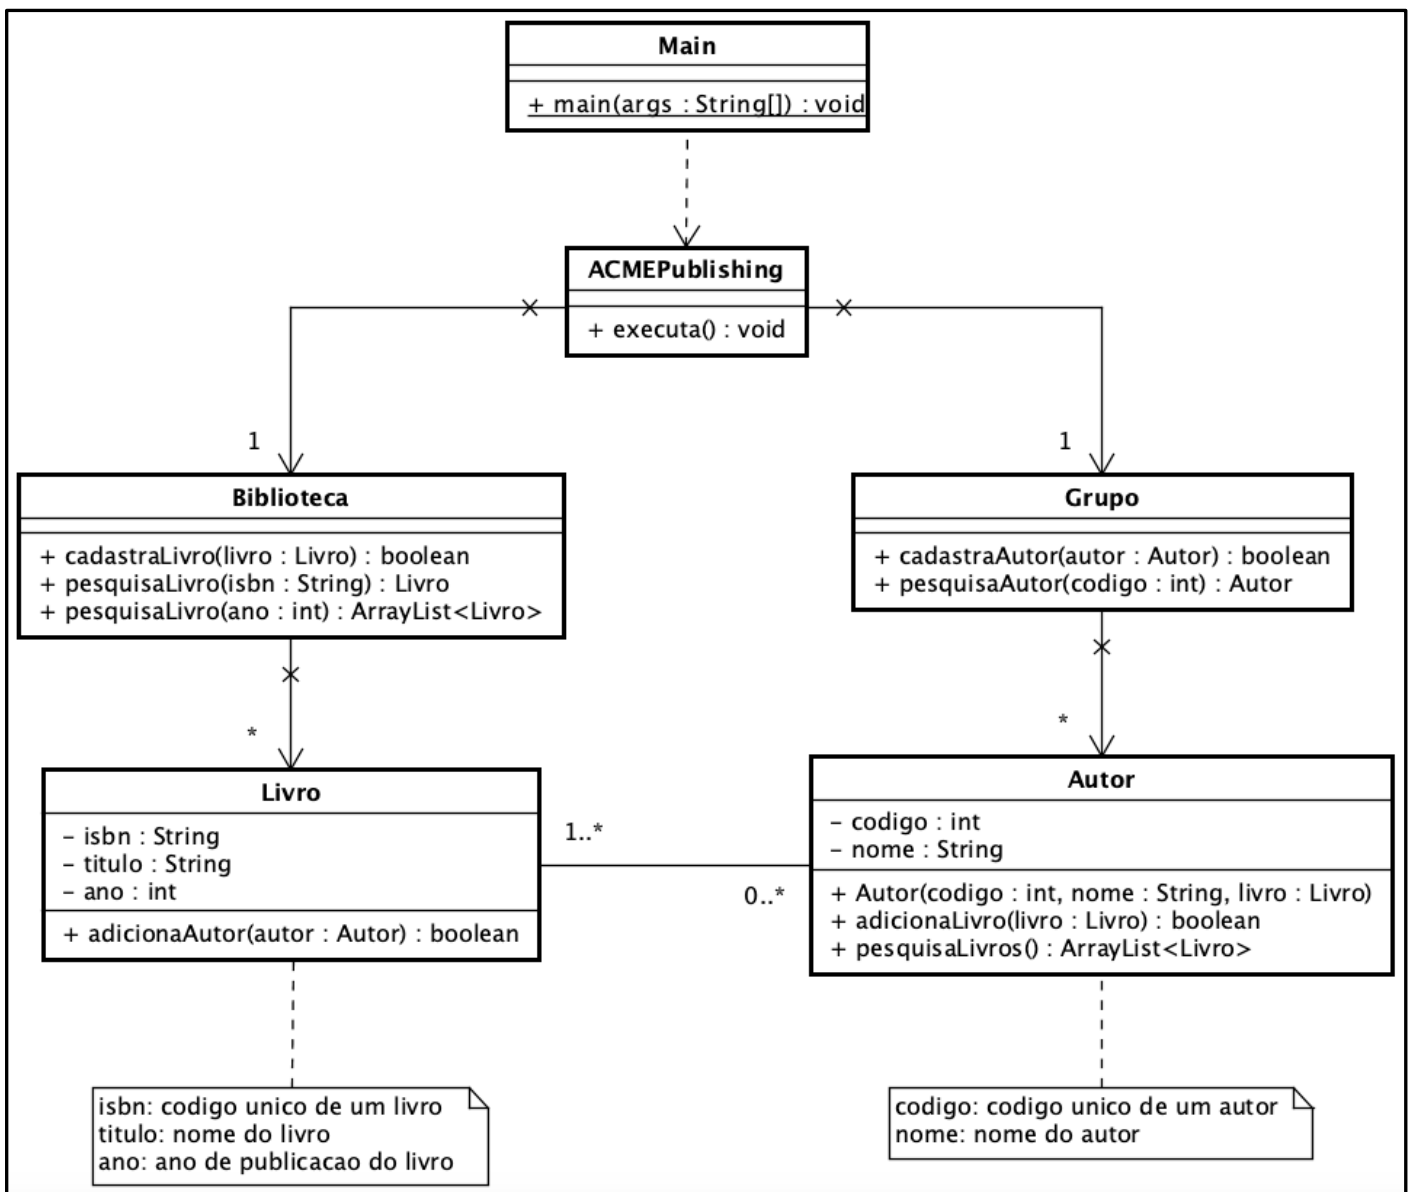 Main
+ main(args : String[]) : void
ACMEPublishing
+ executa() : void
1
1
Biblioteca
+ cadastraLivro(livro : Livro) : boolean
+ pesquisaLivro(isbn : String) : Livro
+ pesquisaLivro(ano : int) : ArrayList<Livro>
Grupo
+ cadastraAutor(autor : Autor) : boolean
+ pesquisaAutor(codigo : int) : Autor
*
*
Livro
- isbn : String
- titulo : String
- ano : int
+ adicionaAutor(autor : Autor) : boolean
1..*
0..*
Autor
- codigo : int
- nome : String
+ Autor(codigo : int, nome : String, livro : Livro)
+ adicionaLivro(livro : Livro) : boolean
+ pesquisaLivros() : ArrayList<Livro>
isbn: codigo unico de um livro
titulo: nome do livro
ano: ano de publicacao do livro
codigo: codigo unico de um autor
nome: nome do autor